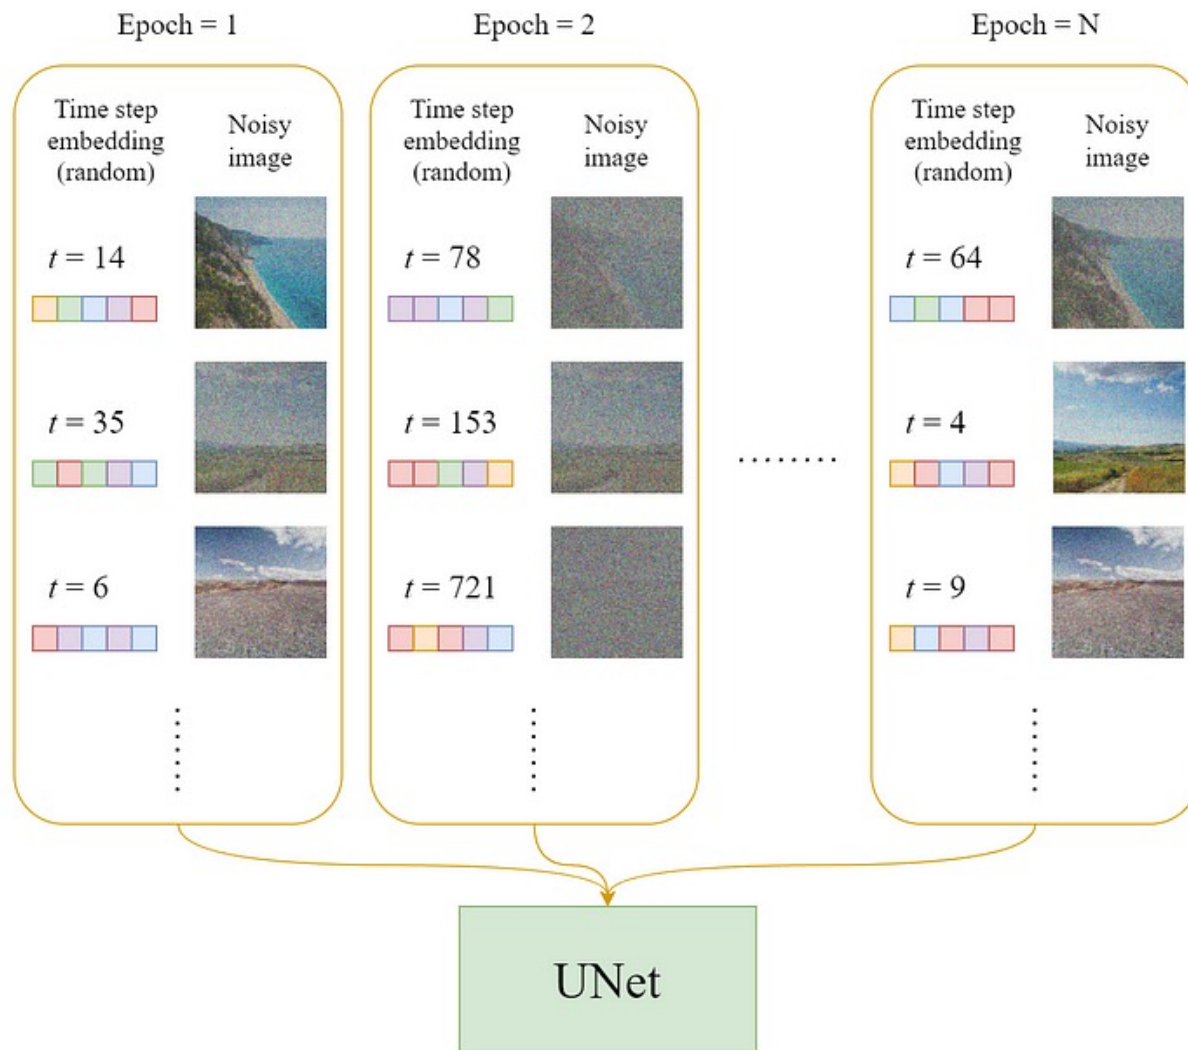 Epoch = 1
Epoch = 2
Epoch = N
Time step
embedding
(random)
Noisy
image
t = 14
t = 35
t = 6
Time step
embedding
(random)
Noisy
image
t = 78
t = 153
t = 721
Time step
embedding
(random)
Noisy
image
t = 64
t = 4
t = 9
UNet